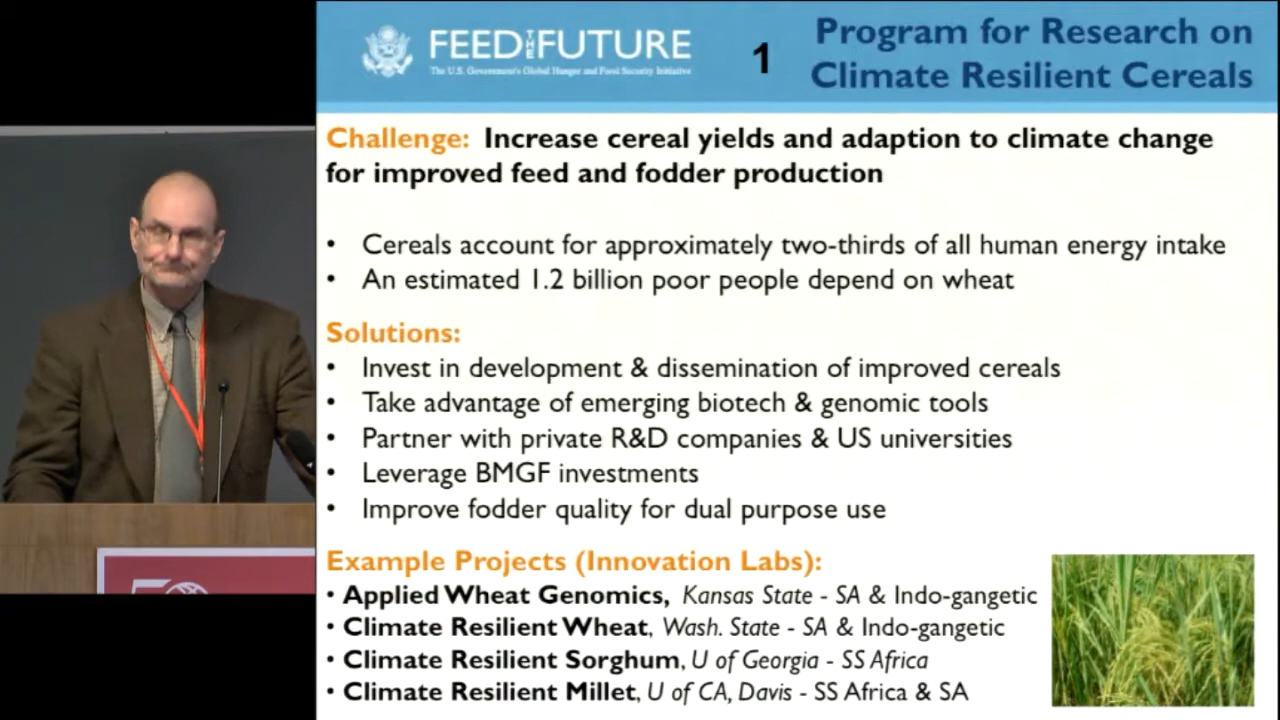 FEED THE FUTURE
The U.S. Government's Global Hunger and Food Security Initiative
1
Program for Research on
Climate Resilient Cereals
Challenge: Increase cereal yields and adaption to climate change
for improved feed and fodder production
• Cereals account for approximately two-thirds of all human energy intake
• An estimated 1.2 billion poor people depend on wheat
Solutions:
• Invest in development & dissemination of improved cereals
• Take advantage of emerging biotech & genomic tools
• Partner with private R&D companies & US universities
• Leverage BMGF investments
• Improve fodder quality for dual purpose use
Example Projects (Innovation Labs):
• Applied Wheat Genomics, Kansas State - SA & Indo-gangetic
• Climate Resilient Wheat, Wash. State - SA & Indo-gangetic
• Climate Resilient Sorghum, U of Georgia - SS Africa
• Climate Resilient Millet, U of CA, Davis - SS Africa & SA